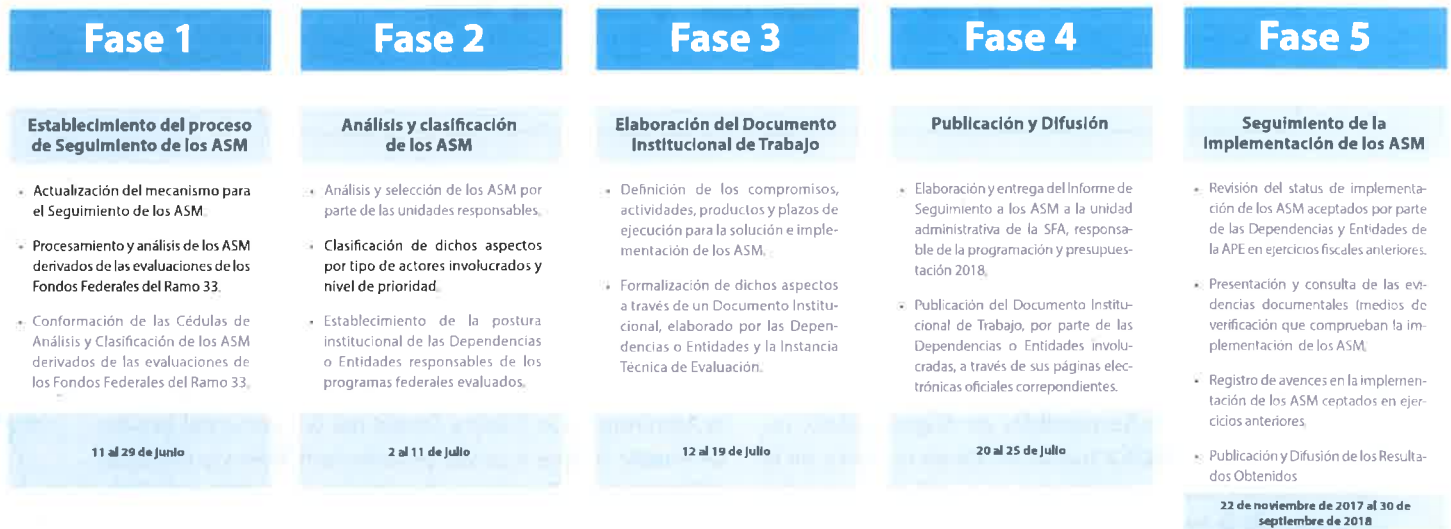 Fase 1
Establecimiento del proceso
de Seguimiento de los ASM
• Actualización del mecanismo para
el Seguimiento de los ASM.
• Procesamiento y análisis de los ASM
derivados de las evaluaciones de los
Fondos Federales del Ramo 33.
• Conformación de las Cédulas de
Análisis y Clasificación de los ASM
derivados de las evaluaciones de
los Fondos Federales del Ramo 33.
11 al 29 de Junio
Fase 2
Análisis y clasificación
de los ASM
• Análisis y selección de los ASM por
parte de las unidades responsables.
• Clasificación de dichos aspectos
por tipo de actores involucrados y
nivel de prioridad.
• Establecimiento de la postura
institucional de las Dependencias
o Entidades responsables de los
programas federales evaluados.
2 al 11 de Julio
Fase 3
Elaboración del Documento
Institucional de Trabajo
• Definición de los compromisos,
actividades, productos y plazos de
ejecución para la solución e imple-
mentación de los ASM.
• Formalización de dichos aspectos
a través de un Documento Institu-
cional, elaborado por las Depen-
dencias o Entidades y la Instancia
Técnica de Evaluación.
12 al 19 de Julio
Fase 4
Publicación y Difusión
• Elaboración y entrega del Informe de
Seguimiento a los ASM a la unidad
administrativa de la SFA, responsa-
ble de la programación y presupues-
tación 2018.
• Publicación del Documento Institu-
cional de Trabajo, por parte de las
Dependencias o Entidades involu-
cradas, a través de sus páginas elec-
trónicas oficiales correpondientes.
20 al 25 de Julio
Fase 5
Seguimiento de la
Implementación de los ASM
• Revisión del status de implementa-
ción de los ASM aceptados por parte
de las Dependencias y Entidades de
la APE en ejercicios fiscales anteriores.
• Presentación y consulta de las evi-
dencias documentales (medios de
verificación que comprueban la im-
plementación de los ASM.
• Registro de avences en la implemen-
tación de los ASM ceptados en ejer-
cicios anteriores.
• Publicación y Difusión de los Resulta-
dos Obtenidos
22 de noviembre de 2017 al 30 de
septiembre de 2018